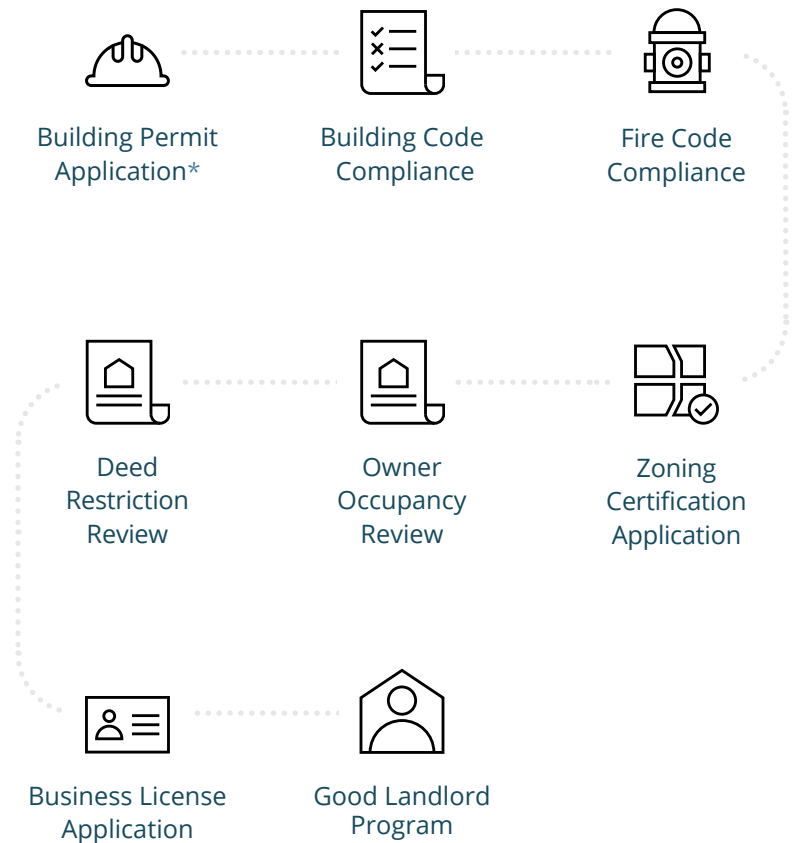 Building Permit
Application*
Building Code
Compliance
Fire Code
Compliance
Deed
Restriction
Review
Owner
Occupancy
Review
Zoning
Certification
Application
Business License
Application
Good Landlord
Program